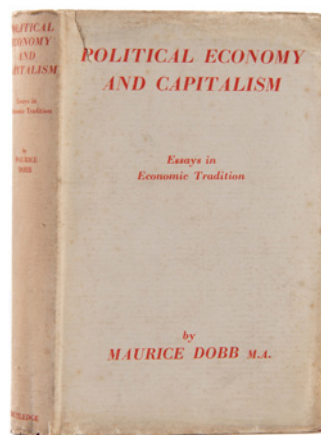 POLITICAL ECONOMY
AND CAPITALISM
Essays in
Economic Tradition
by
MAURICE DOBB M.A.
POLITICAL
ECONOMY
AND
CAPITALISM
Essays in
Economic Tradition
by
MAURICE
DOBB
ROUTLEDGE